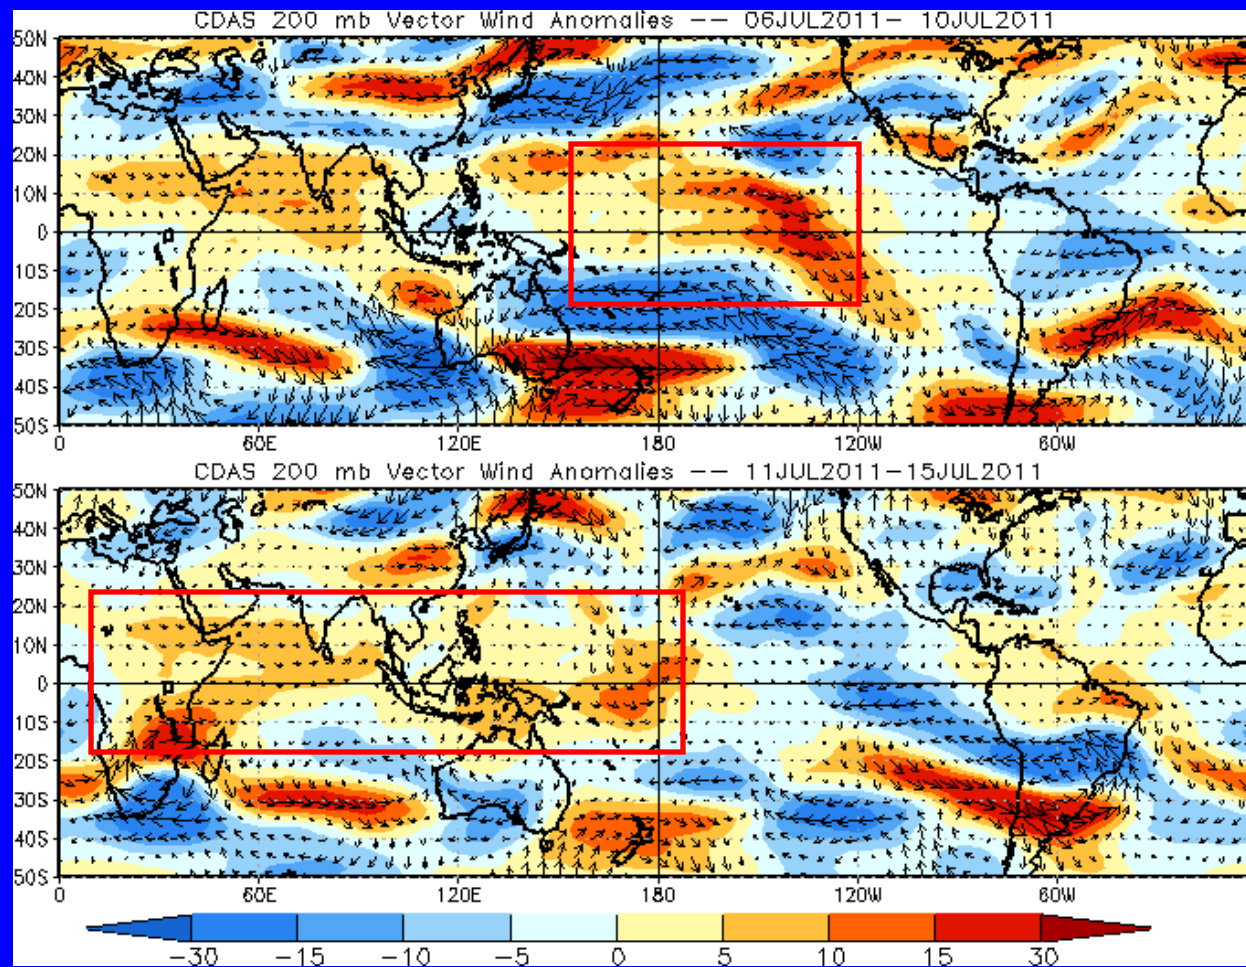 CDAS 200 mb Vector Wind Anomalies -- 06JUL2011- 10JUL2011
50N
40N
30N
20N
10N
0
10S
20S
30S
40S
50S
0 60E 120E 180 120W 60W
CDAS 200 mb Vector Wind Anomalies -- 11JUL2011-15JUL2011
50N
40N
30N
20N
10N
0
10S
20S
30S
40S
50S
0 60E 120E 180 120W 60W
-30 -15 -10 -5 0 5 10 15 30